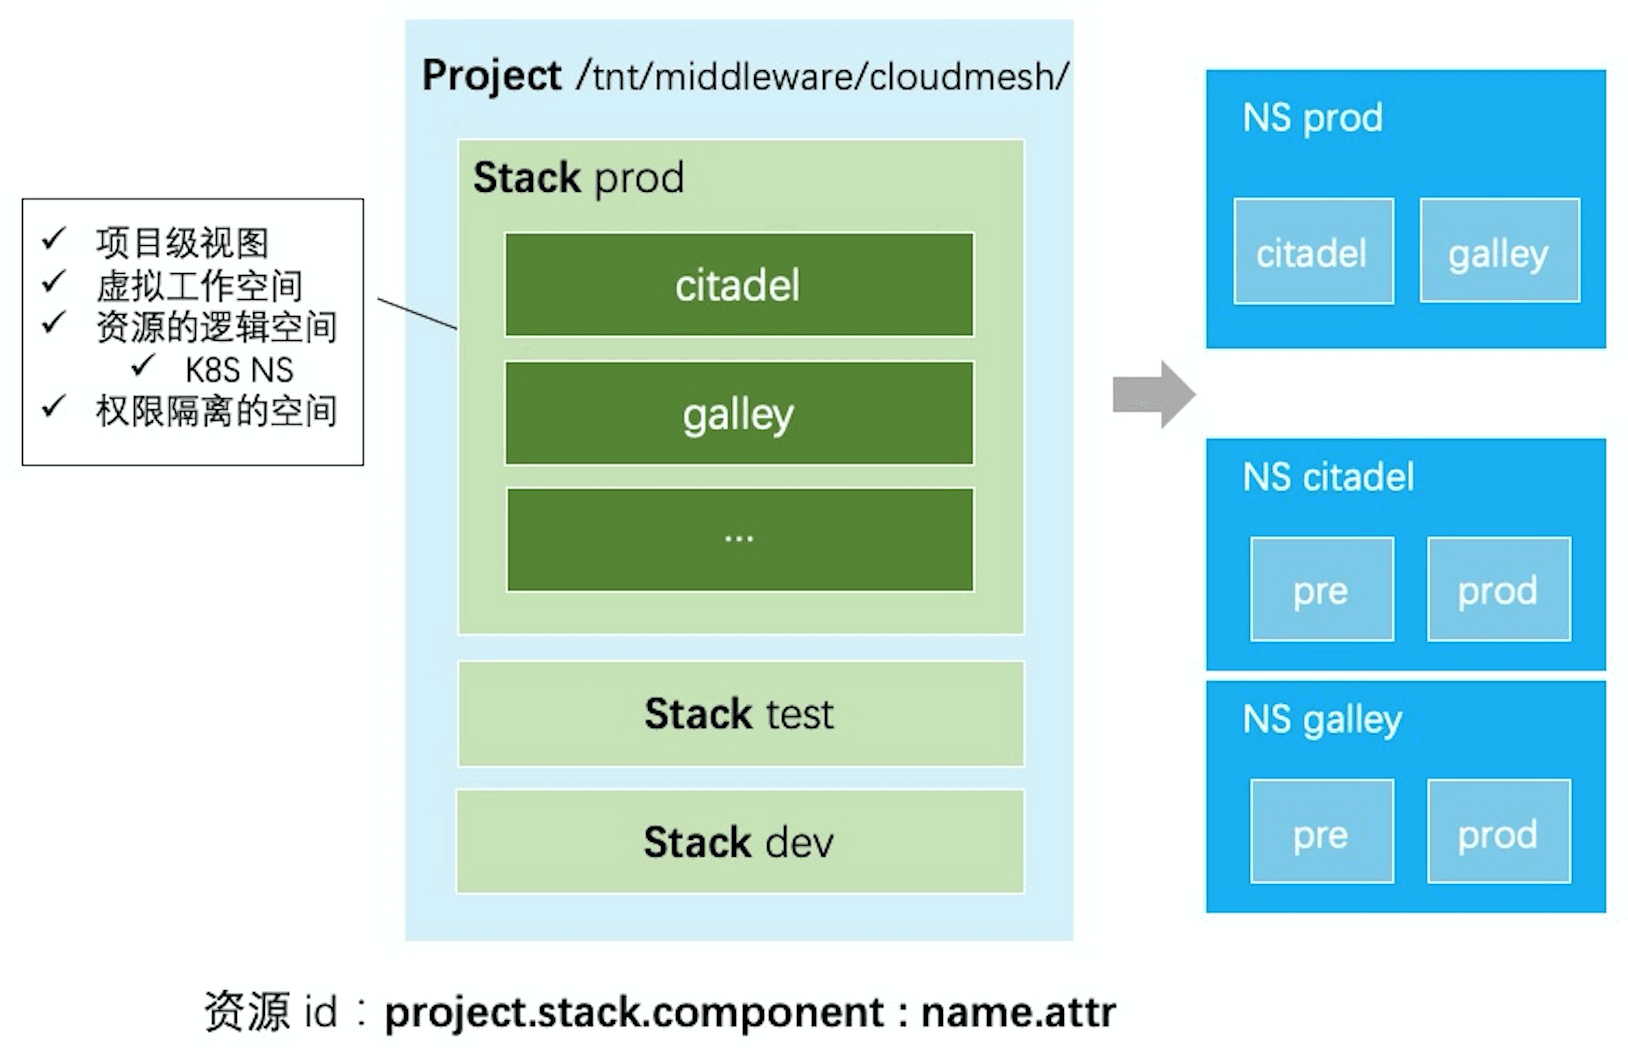 Project /tnt/middleware/cloudmesh/
Stack prod
citadel
galley
...
Stack test
Stack dev
✓ 项目级视图
✓ 虚拟工作空间
✓ 资源的逻辑空间
✓ K8S NS
✓ 权限隔离的空间
NS prod
citadel
galley
NS citadel
pre
prod
NS galley
pre
prod
资源 id：project.stack.component : name.attr